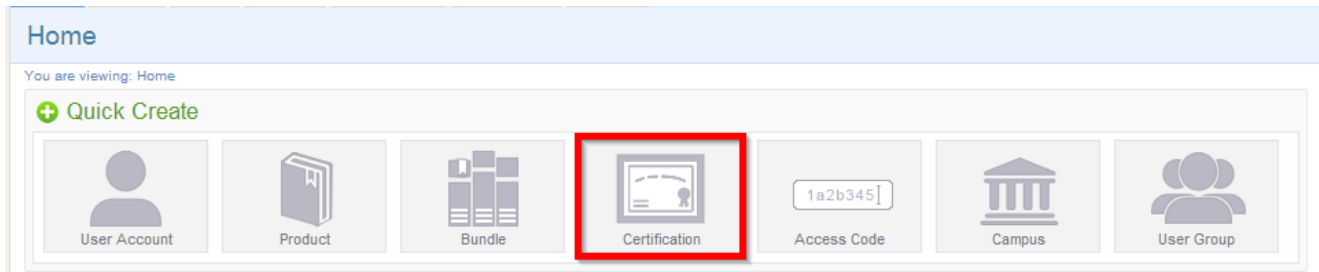 Home
You are viewing: Home
Quick Create
1a2b345
User Account
Product
Bundle
Certification
Access Code
Campus
User Group